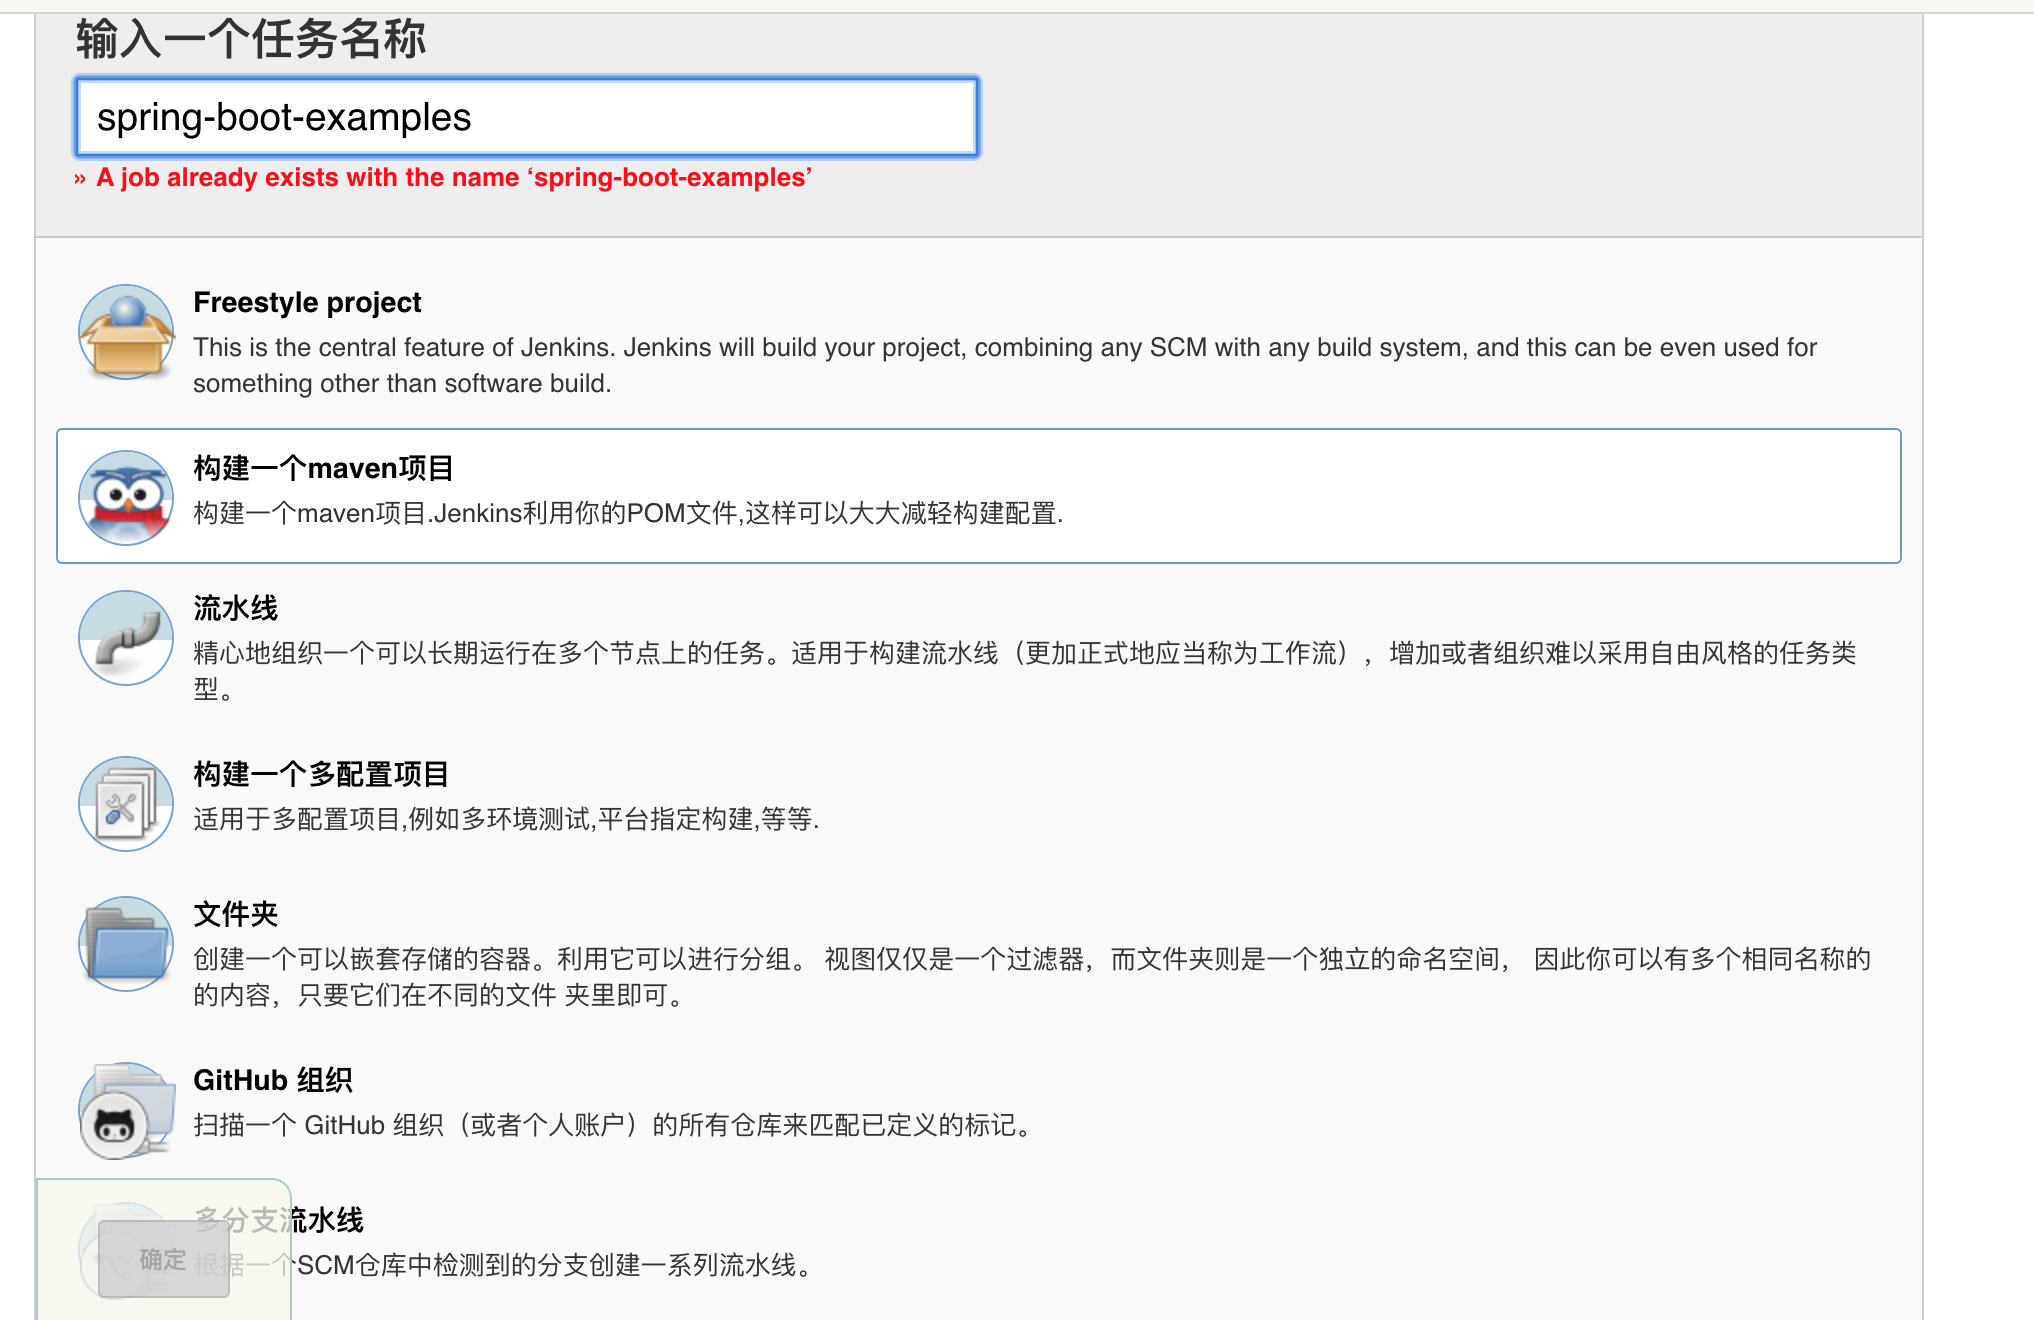 输入一个任务名称
spring-boot-examples
» A job already exists with the name ‘spring-boot-examples’
Freestyle project
This is the central feature of Jenkins. Jenkins will build your project, combining any SCM with any build system, and this can be even used for
something other than software build.
构建一个maven项目
构建一个maven项目.Jenkins利用你的POM文件,这样可以大大减轻构建配置.
流水线
精心地组织一个可以长期运行在多个节点上的任务。适用于构建流水线（更加正式地应当称为工作流），增加或者组织难以采用自由风格的任务类
型。
构建一个多配置项目
适用于多配置项目,例如多环境测试,平台指定构建,等等.
文件夹
创建一个可以嵌套存储的容器。利用它可以进行分组。 视图仅仅是一个过滤器，而文件夹则是一个独立的命名空间， 因此你可以有多个相同名称的
的内容，只要它们在不同的文件 夹里即可。
GitHub 组织
扫描一个 GitHub 组织（或者个人账户）的所有仓库来匹配已定义的标记。
多分支流水线
根据一个SCM仓库中检测到的分支创建一系列流水线。
确定